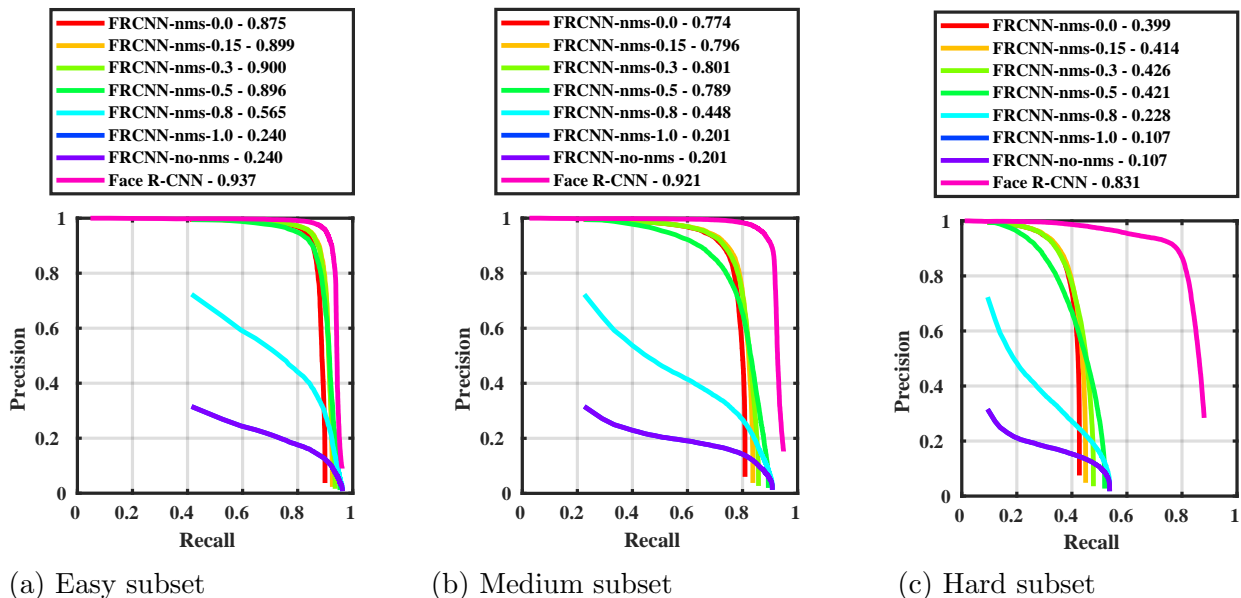 FRCNN-nms-0.0 - 0.875
FRCNN-nms-0.15 - 0.899
FRCNN-nms-0.3 - 0.900
FRCNN-nms-0.5 - 0.896
FRCNN-nms-0.8 - 0.565
FRCNN-nms-1.0 - 0.240
FRCNN-no-nms - 0.240
Face R-CNN - 0.937
1
0.8
0.6
0.4
0.2
0
Precision
0 0.2 0.4 0.6 0.8 1
Recall
(a) Easy subset
FRCNN-nms-0.0 - 0.774
FRCNN-nms-0.15 - 0.796
FRCNN-nms-0.3 - 0.801
FRCNN-nms-0.5 - 0.789
FRCNN-nms-0.8 - 0.448
FRCNN-nms-1.0 - 0.201
FRCNN-no-nms - 0.201
Face R-CNN - 0.921
1
0.8
0.6
0.4
0.2
0
Precision
0 0.2 0.4 0.6 0.8 1
Recall
(b) Medium subset
FRCNN-nms-0.0 - 0.399
FRCNN-nms-0.15 - 0.414
FRCNN-nms-0.3 - 0.426
FRCNN-nms-0.5 - 0.421
FRCNN-nms-0.8 - 0.228
FRCNN-nms-1.0 - 0.107
FRCNN-no-nms - 0.107
Face R-CNN - 0.831
1
0.8
0.6
0.4
0.2
0
Precision
0 0.2 0.4 0.6 0.8 1
Recall
(c) Hard subset